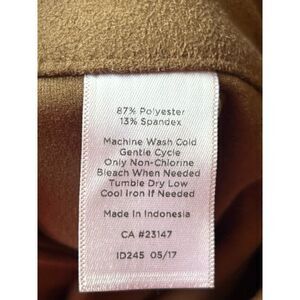 87% Polyester
13% Spandex
Machine Wash Cold
Gentle Cycle
Only Non-Chlorine
Bleach When Needed
Tumble Dry Low
Cool Iron If Needed
Made In Indonesia
CA #23147
ID245 05/17